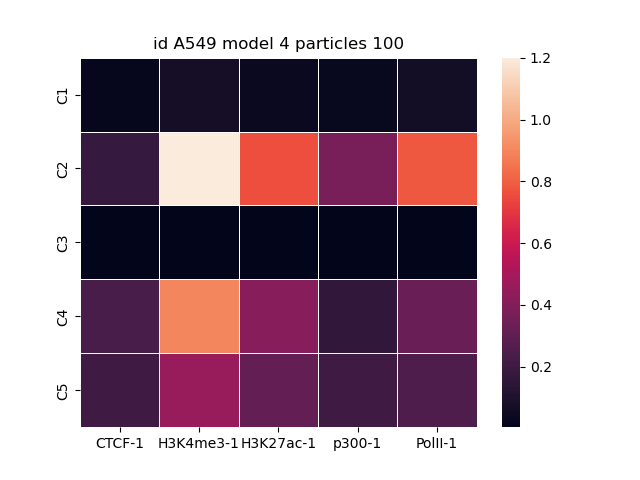 id A549 model 4 particles 100
C1
C2
C3
C4
C5
CTCF-1 H3K4me3-1 H3K27ac-1 p300-1 PolII-1
1.2
1.0
0.8
0.6
0.4
0.2